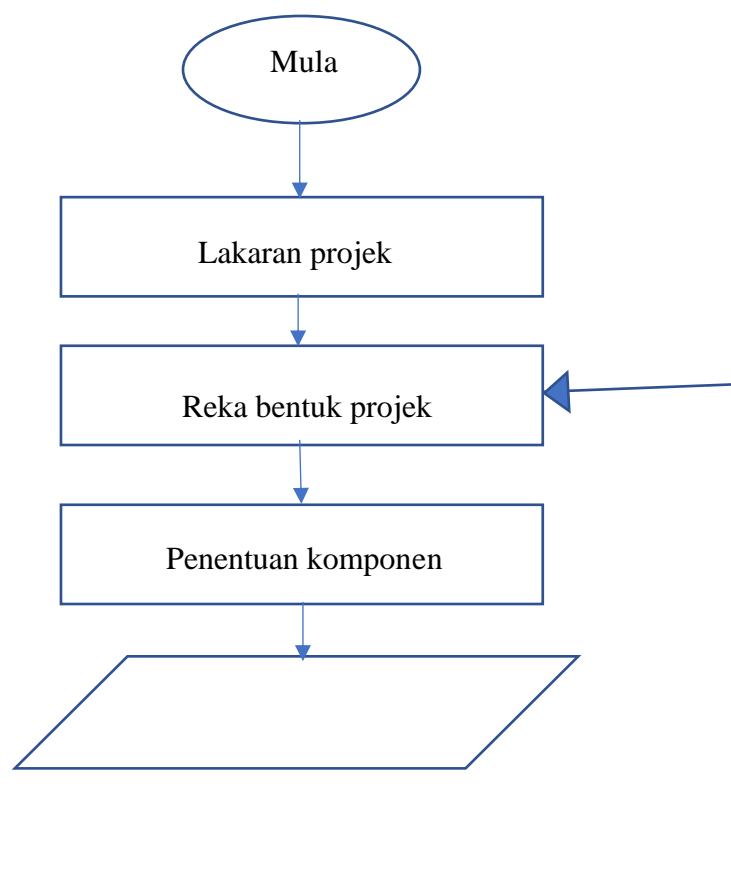 Mula
Lakaran projek
Reka bentuk projek
Penentuan komponen